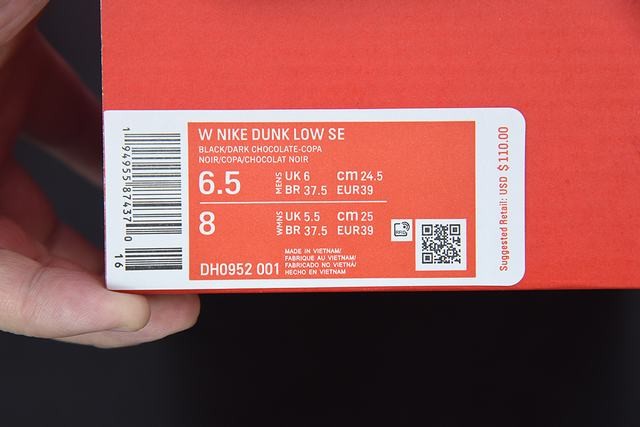 W NIKE DUNK LOW SE
BLACK/DARK CHOCOLATE-COPA
NOIR/COPA/CHOCOLAT NOIR
6.5 MENS UK 6 cm 24.5
BR 37.5 EUR39
8 WMNS UK 5.5 cm 25
BR 37.5 EUR39
MADE IN VIETNAM/
FABRIQUE AU VIETNAM/
FABRICADO NO VIETNÃ/
HECHO EN VIETNAM
DH0952 001
1 94955 87437 0
16
RFID
Suggested Retail: USD $110.00